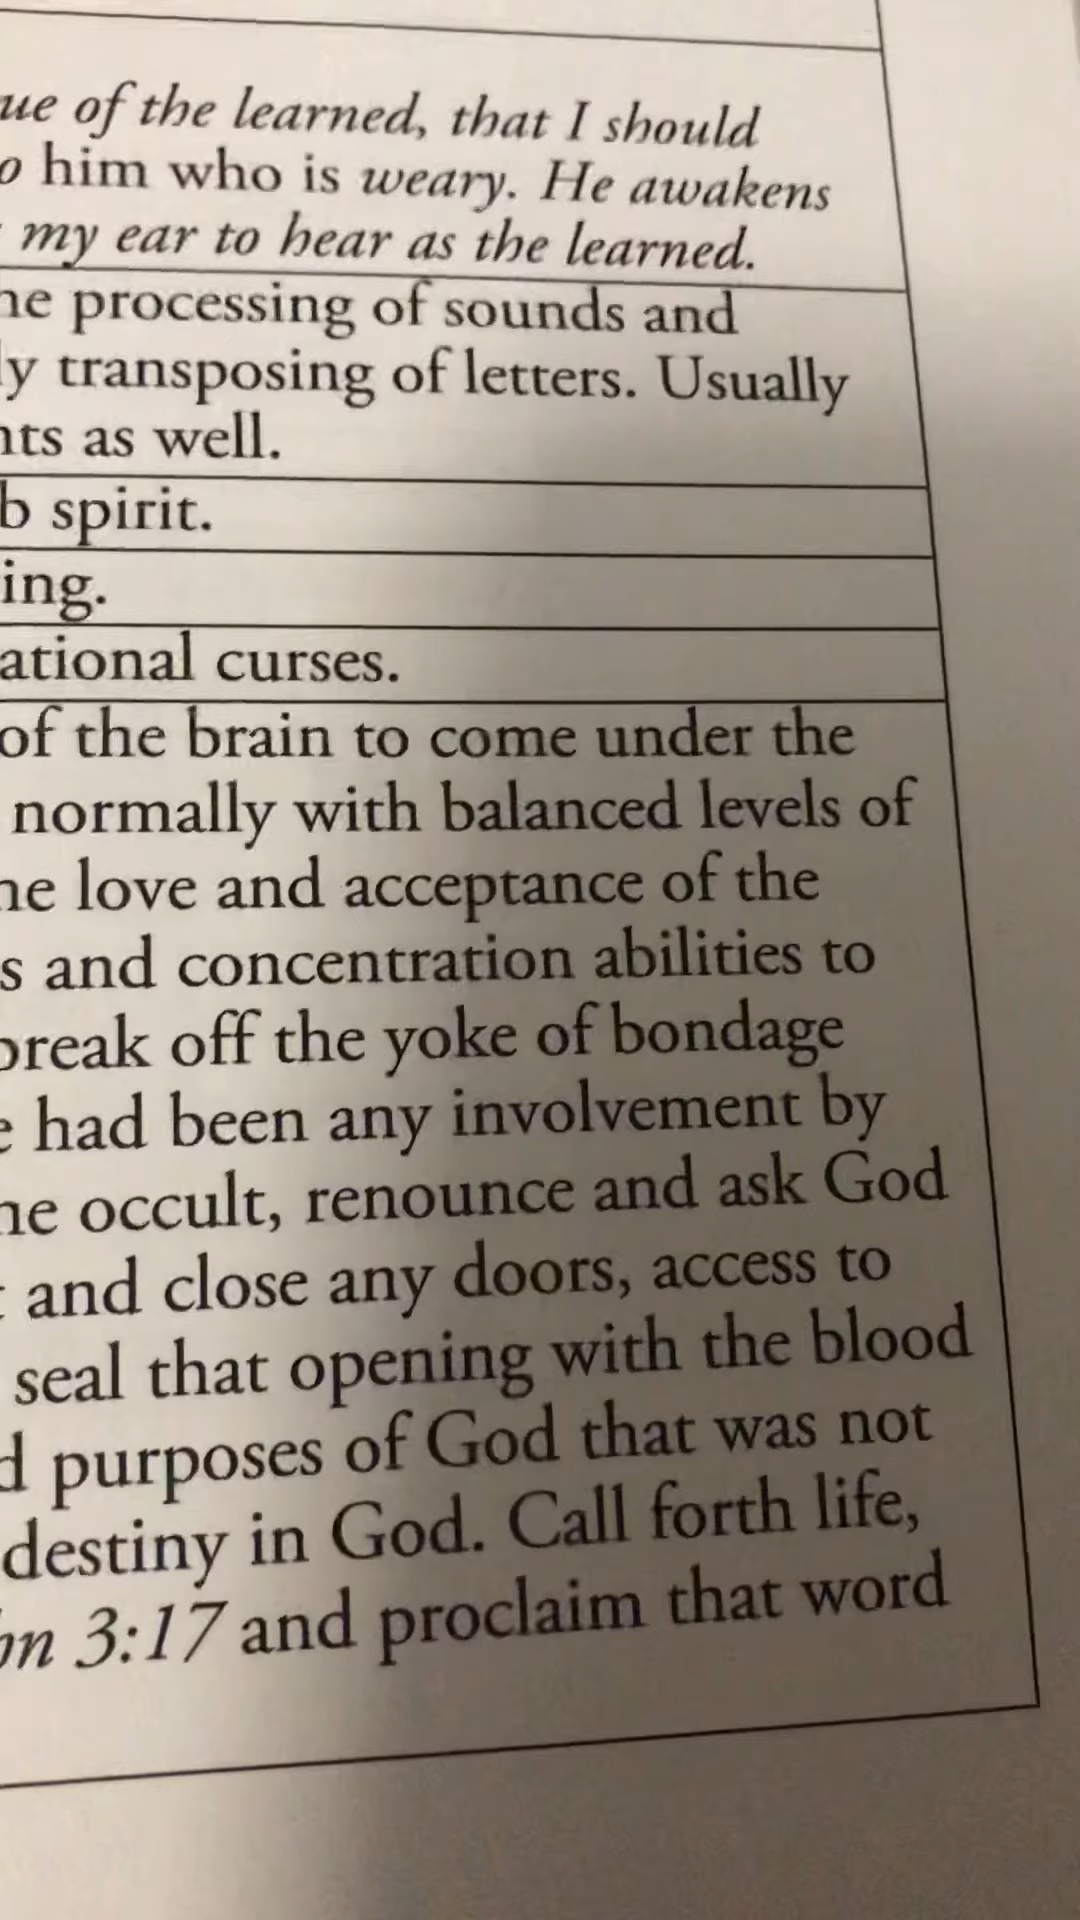 ue of the learned, that I should
o him who is weary. He awakens
my ear to hear as the learned.
he processing of sounds and
ly transposing of letters. Usually
nts as well.
b spirit.
ing.
ational curses.
of the brain to come under the
normally with balanced levels of
he love and acceptance of the
s and concentration abilities to
break off the yoke of bondage
e had been any involvement by
he occult, renounce and ask God
and close any doors, access to
seal that opening with the blood
d purposes of God that was not
destiny in God. Call forth life,
hn 3:17 and proclaim that word